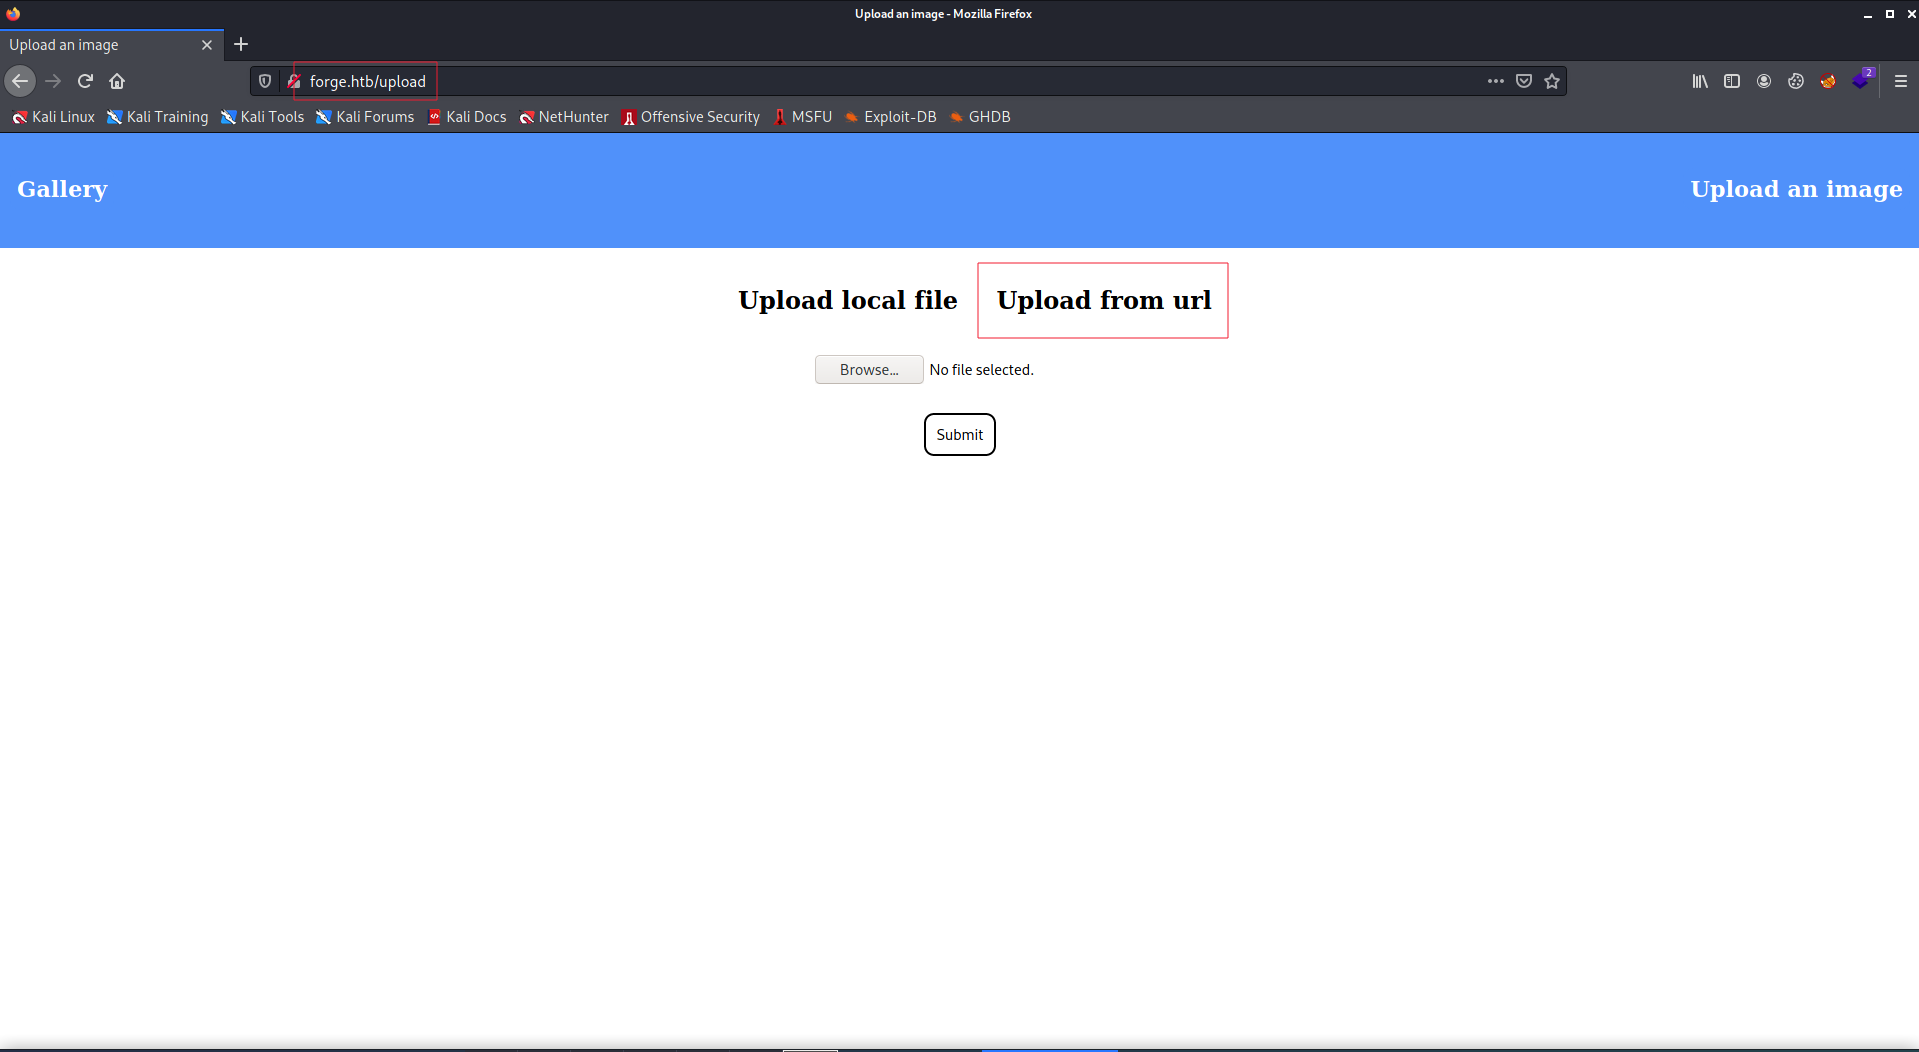 Upload an image - Mozilla Firefox
Upload an image
forge.htb/upload
2
Kali Linux Kali Training Kali Tools Kali Forums Kali Docs NetHunter Offensive Security MSFU Exploit-DB GHDB
Gallery Upload an image
Upload local file Upload from url
Browse... No file selected.
Submit